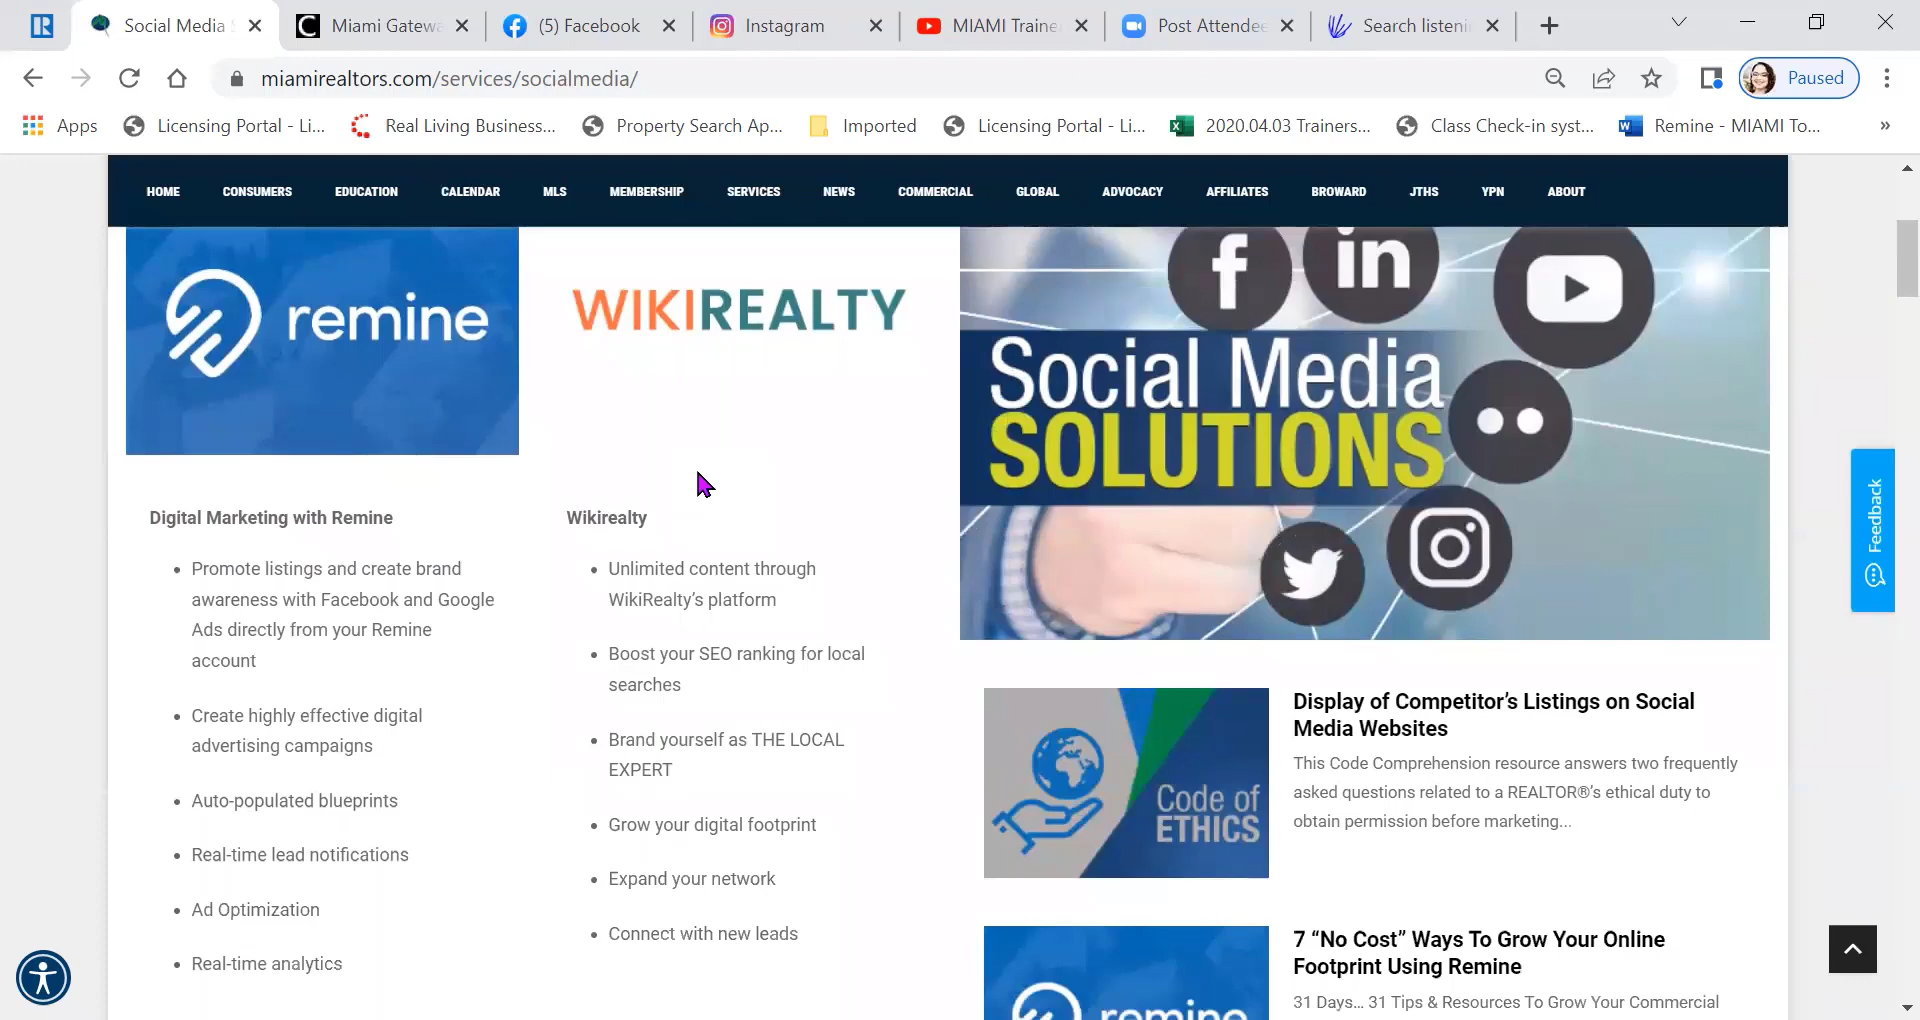 Social Media
Miami Gatew
(5) Facebook
Instagram
MIAMI Traine
Post Attendee
Search listeni
miamirealtors.com/services/socialmedia/
Paused
Apps
Licensing Portal - Li...
Real Living Business...
Property Search Ap...
Imported
Licensing Portal - Li...
2020.04.03 Trainers...
Class Check-in syst...
Remine - MIAMI To...
»
HOME
CONSUMERS
EDUCATION
CALENDAR
MLS
MEMBERSHIP
SERVICES
NEWS
COMMERCIAL
GLOBAL
ADVOCACY
AFFILIATES
BROWARD
JTHS
YPN
ABOUT
remine
Digital Marketing with Remine
• Promote listings and create brand
awareness with Facebook and Google
Ads directly from your Remine
account
• Create highly effective digital
advertising campaigns
• Auto-populated blueprints
• Real-time lead notifications
• Ad Optimization
• Real-time analytics
WIKIREALTY
Wikirealty
• Unlimited content through
WikiRealty's platform
• Boost your SEO ranking for local
searches
• Brand yourself as THE LOCAL
EXPERT
• Grow your digital footprint
• Expand your network
• Connect with new leads
f
in
Social Media
SOLUTIONS
Code of
ETHICS
Display of Competitor's Listings on Social
Media Websites
This Code Comprehension resource answers two frequently
asked questions related to a REALTOR®'s ethical duty to
obtain permission before marketing...
remine
7 “No Cost” Ways To Grow Your Online
Footprint Using Remine
31 Days... 31 Tips & Resources To Grow Your Commercial
Feedback